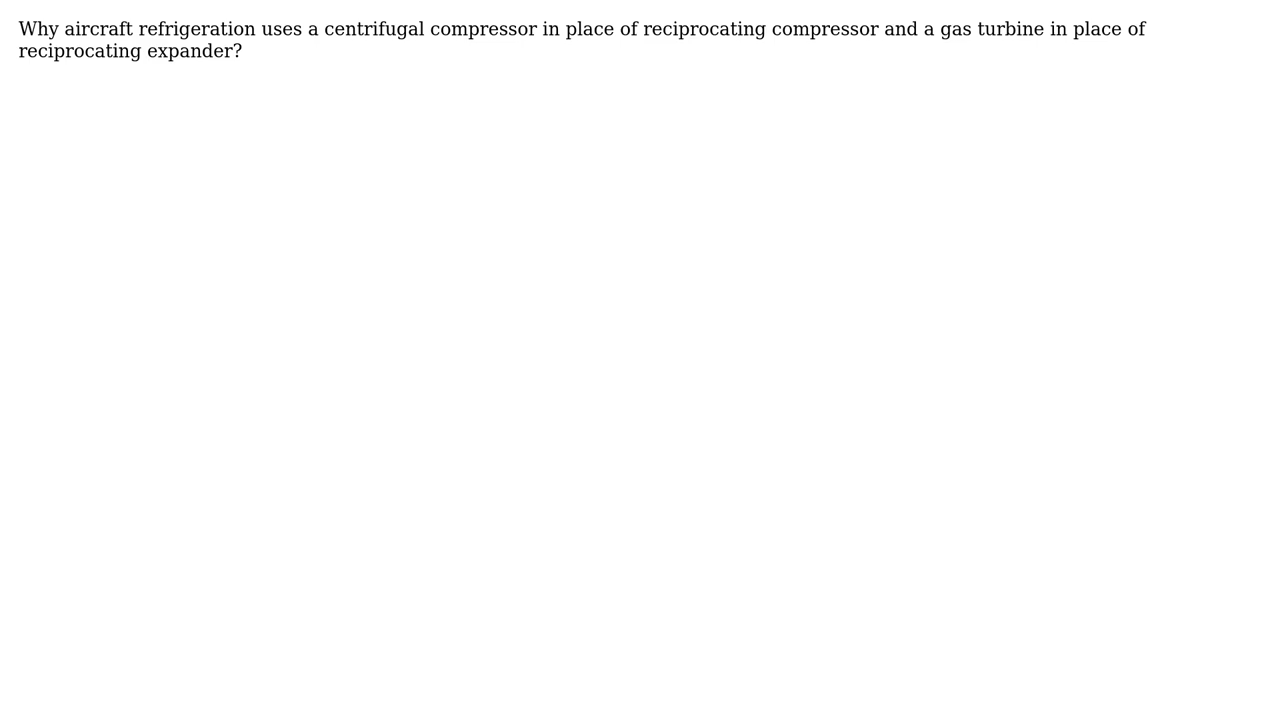 Why aircraft refrigeration uses a centrifugal compressor in place of reciprocating compressor and a gas turbine in place of
reciprocating expander?